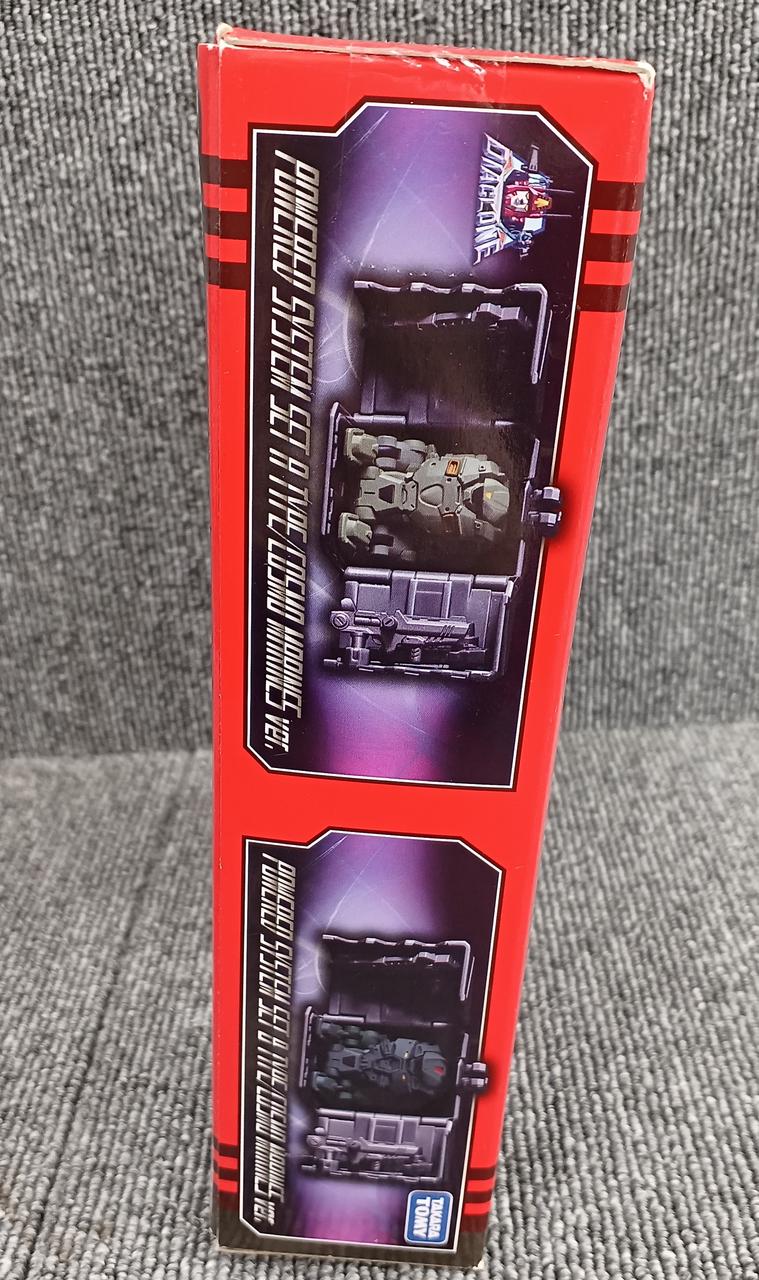 DIACLONE
POWERED SYSTEM SET A TYPE/COSMO MARINES Ver.
POWERED SYSTEM SET A TYPE/COSMO MARINES Ver.
TAKARA
TOMY